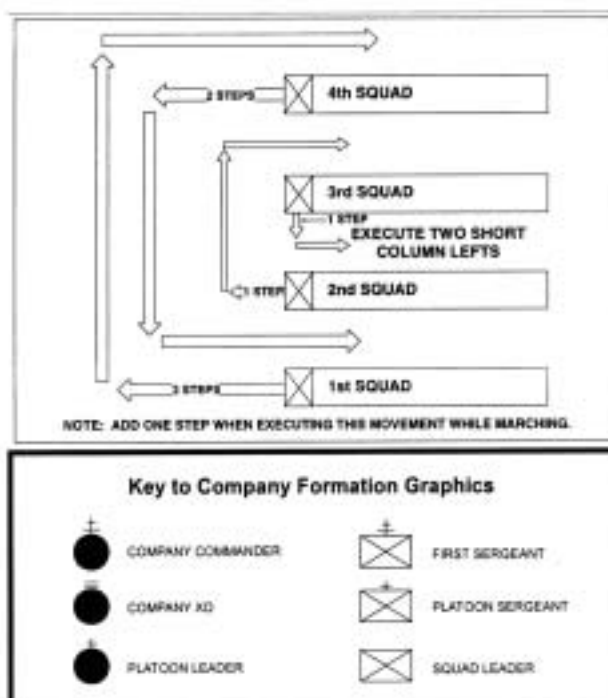 2 STEPS
4th SQUAD
3rd SQUAD
1 STEP
EXECUTE TWO SHORT
COLUMN LEFTS
1 STEP
2nd SQUAD
3 STEPS
1st SQUAD
NOTE: ADD ONE STEP WHEN EXECUTING THIS MOVEMENT WHILE MARCHING.
Key to Company Formation Graphics
COMPANY COMMANDER
FIRST SERGEANT
COMPANY XO
PLATOON SERGEANT
PLATOON LEADER
SQUAD LEADER